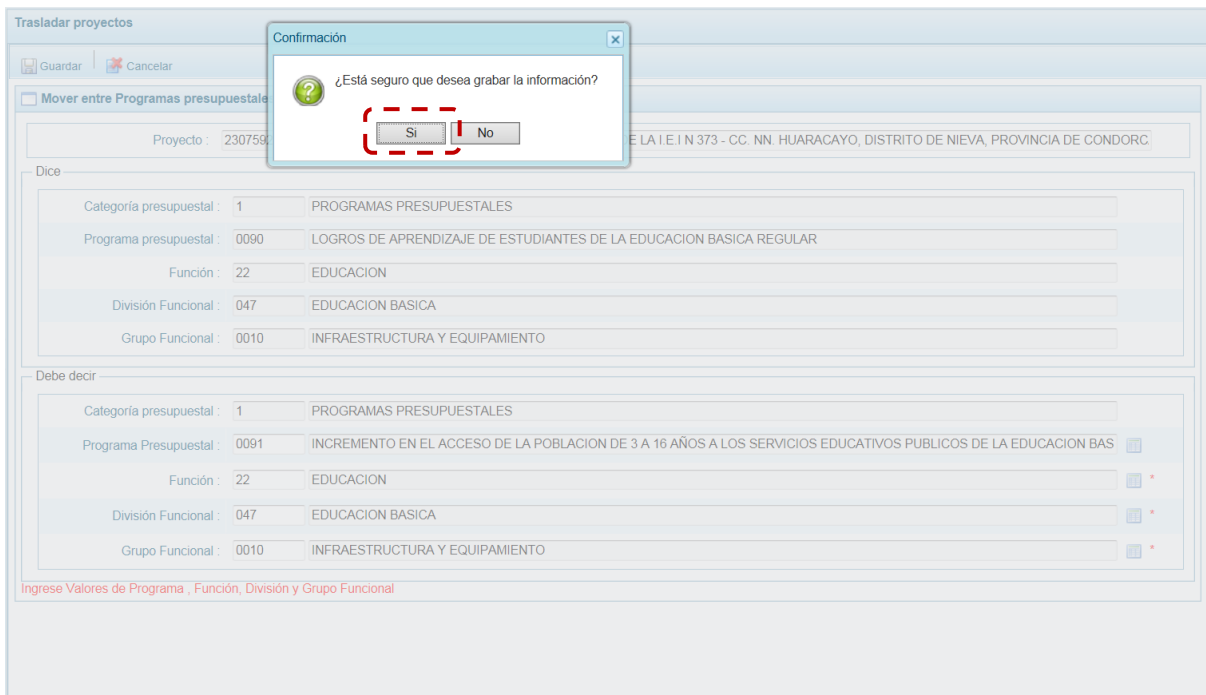 Trasladar proyectos
Confirmación
Guardar Cancelar
¿Está seguro que desea grabar la información?
Mover entre Programas presupuestale
Si No
Proyecto : 230759 E LA I.E.I N 373 - CC. NN. HUARACAYO, DISTRITO DE NIEVA, PROVINCIA DE CONDORC
Dice
Categoría presupuestal : 1 PROGRAMAS PRESUPUESTALES
Programa presupuestal : 0090 LOGROS DE APRENDIZAJE DE ESTUDIANTES DE LA EDUCACION BASICA REGULAR
Función : 22 EDUCACION
División Funcional : 047 EDUCACION BASICA
Grupo Funcional : 0010 INFRAESTRUCTURA Y EQUIPAMIENTO
Debe decir
Categoría presupuestal : 1 PROGRAMAS PRESUPUESTALES
Programa Presupuestal : 0091 INCREMENTO EN EL ACCESO DE LA POBLACION DE 3 A 16 AÑOS A LOS SERVICIOS EDUCATIVOS PUBLICOS DE LA EDUCACION BAS
Función : 22 EDUCACION *
División Funcional : 047 EDUCACION BASICA *
Grupo Funcional : 0010 INFRAESTRUCTURA Y EQUIPAMIENTO *
Ingrese Valores de Programa , Función, División y Grupo Funcional